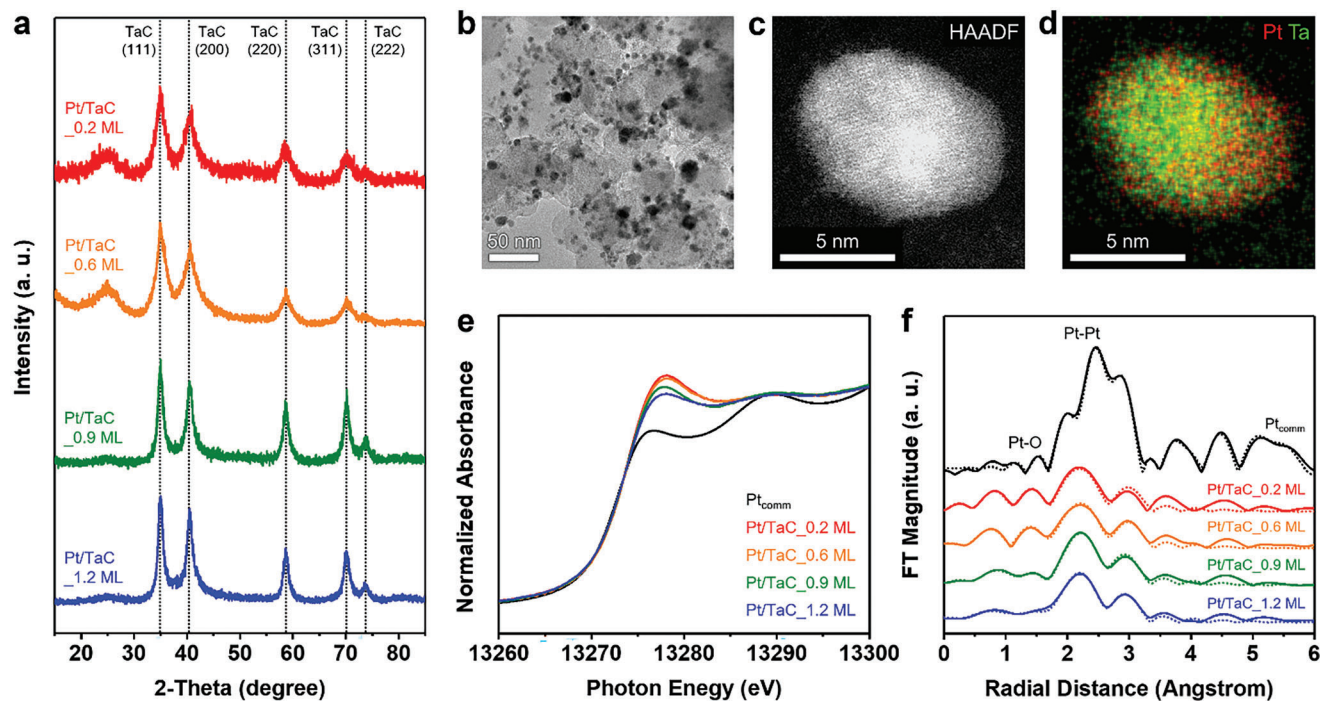 a
TaC TaC TaC TaC TaC
(111) (200) (220) (311) (222)
Pt/TaC
_0.2 ML
Pt/TaC
_0.6 ML
Pt/TaC
_0.9 ML
Pt/TaC
_1.2 ML
Intensity (a. u.)
20 30 40 50 60 70 80
2-Theta (degree)
b
50 nm
c
HAADF
5 nm
d
Pt Ta
5 nm
e
Normalized Absorbance
Pt_comm
Pt/TaC_0.2 ML
Pt/TaC_0.6 ML
Pt/TaC_0.9 ML
Pt/TaC_1.2 ML
13260 13270 13280 13290 13300
Photon Enegy (eV)
f
FT Magnitude (a. u.)
Pt-Pt
Pt-O
Pt_comm
Pt/TaC_0.2 ML
Pt/TaC_0.6 ML
Pt/TaC_0.9 ML
Pt/TaC_1.2 ML
0 1 2 3 4 5 6
Radial Distance (Angstrom)